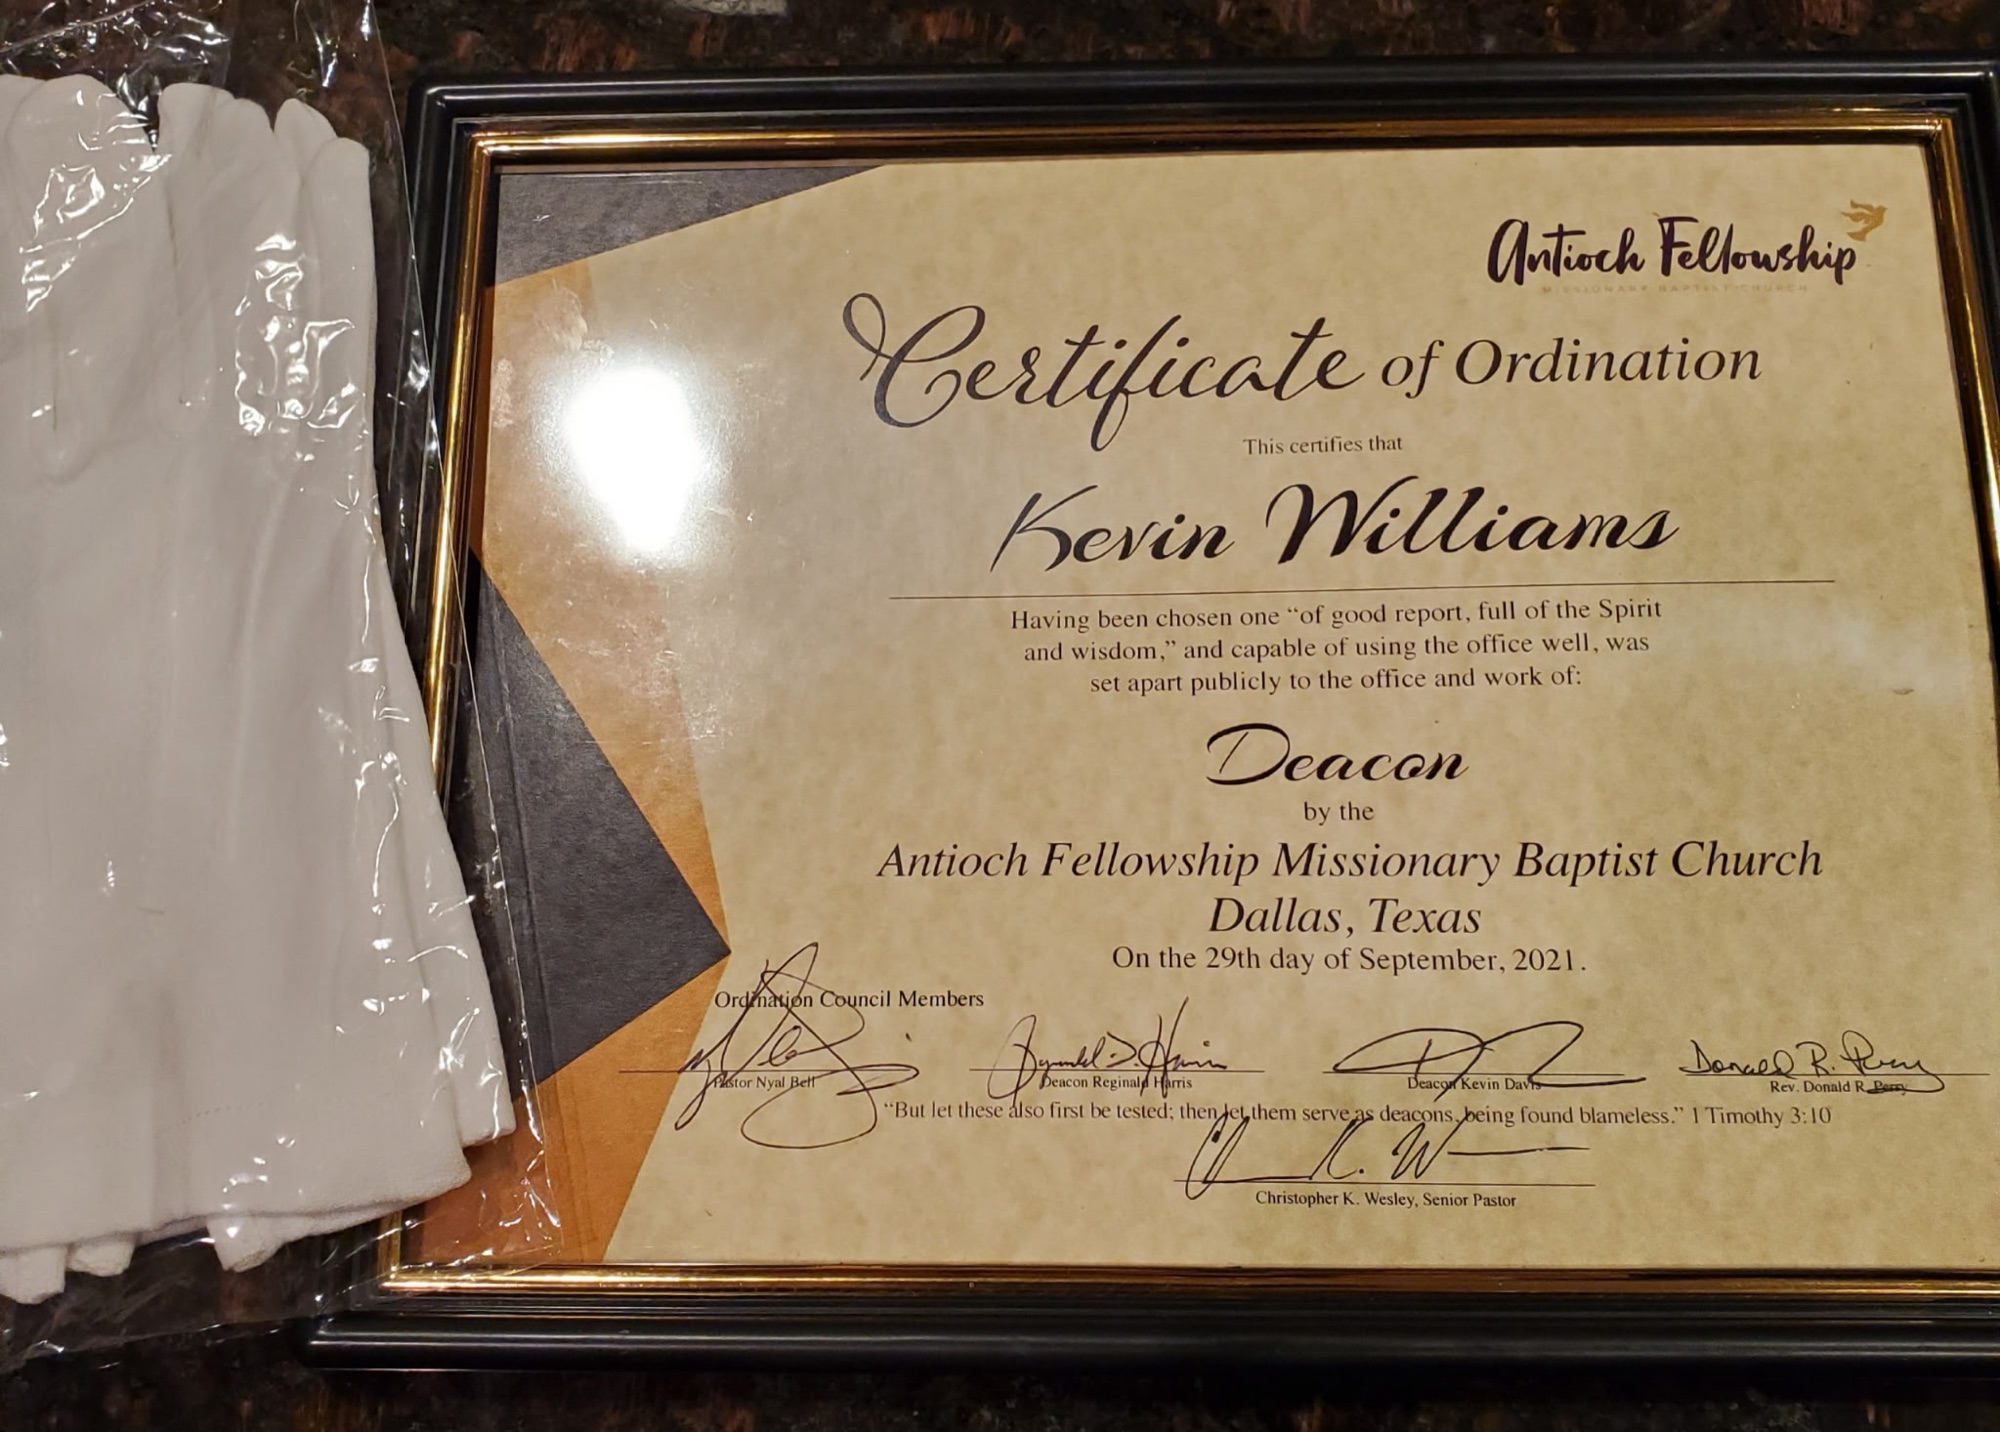 Antioch Fellowship
MISSIONARY BAPTIST CHURCH
Certificate of Ordination
This certifies that
Kevin Williams
Having been chosen one “of good report, full of the Spirit
and wisdom,” and capable of using the office well, was
set apart publicly to the office and work of:
Deacon
by the
Antioch Fellowship Missionary Baptist Church
Dallas, Texas
On the 29th day of September, 2021.
Ordination Council Members
Reginald D. Harris
Donald R. Perry
Pastor Nyal Bell
Deacon Reginald Harris
Deacon Kevin Davis
Rev. Donald R. Perry
“But let these also first be tested; then let them serve as deacons, being found blameless.” 1 Timothy 3:10
Christopher K. Wesley, Senior Pastor